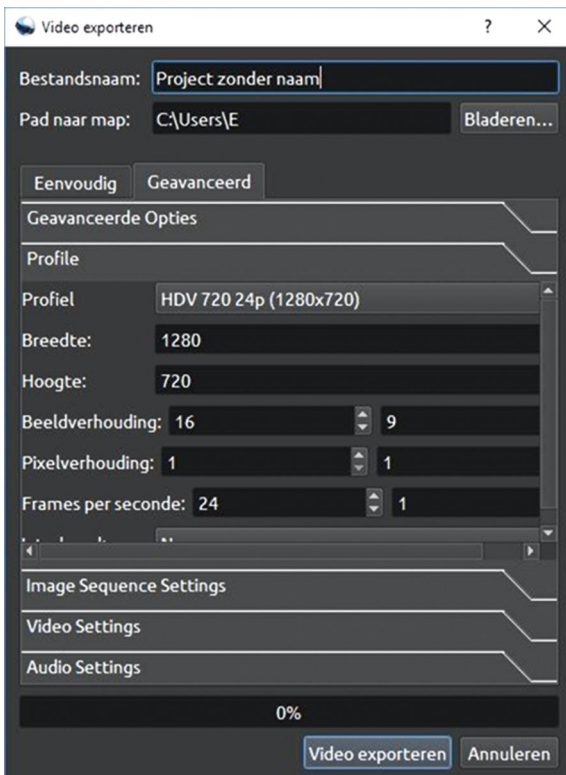 Video exporteren ?
Bestandsnaam: Project zonder naam
Pad naar map: C:\Users\E Bladeren...
Eenvoudig Geavanceerd
Geavanceerde Opties
Profile
Profiel HDV 720 24p (1280x720)
Breedte: 1280
Hoogte: 720
Beeldverhouding: 16 9
Pixelverhouding: 1 1
Frames per seconde: 24 1
Image Sequence Settings
Video Settings
Audio Settings
0%
Video exporteren Annuleren